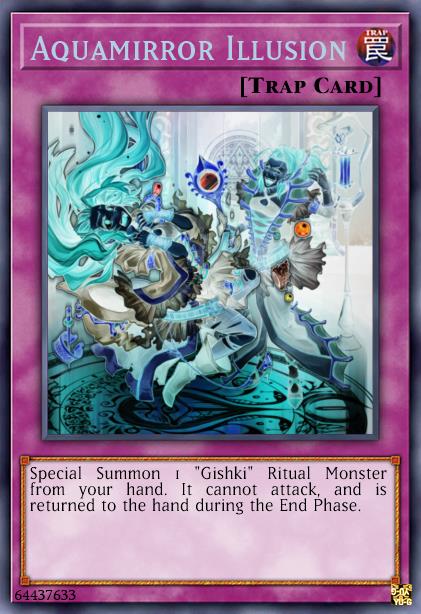 Aquamirror Illusion
TRAP
罠
[Trap Card]
Special Summon 1 "Gishki" Ritual Monster
from your hand. It cannot attack, and is
returned to the hand during the End Phase.
64437633